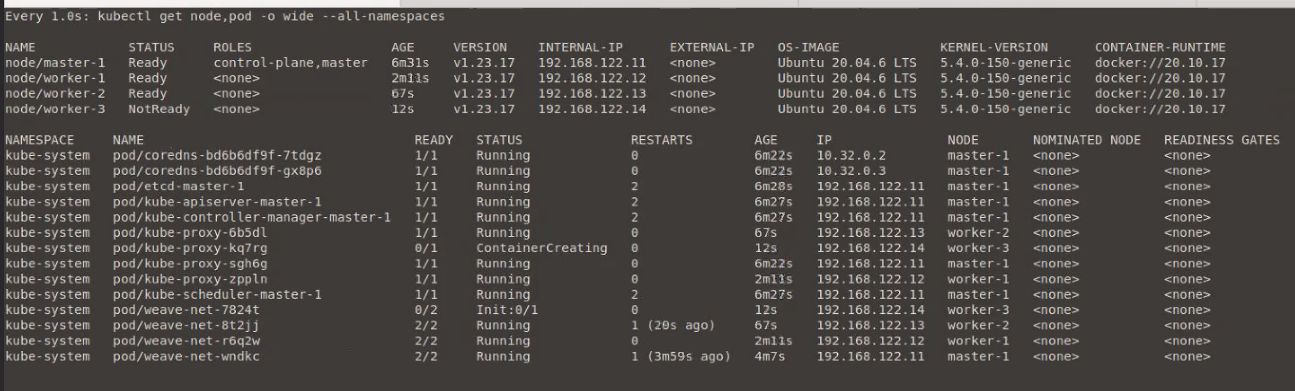 Every 1.0s: kubectl get node,pod -o wide --all-namespaces
NAME STATUS ROLES AGE VERSION INTERNAL-IP EXTERNAL-IP OS-IMAGE KERNEL-VERSION CONTAINER-RUNTIME
node/master-1 Ready control-plane,master 6m31s v1.23.17 192.168.122.11 <none> Ubuntu 20.04.6 LTS 5.4.0-150-generic docker://20.10.17
node/worker-1 Ready <none> 2m11s v1.23.17 192.168.122.12 <none> Ubuntu 20.04.6 LTS 5.4.0-150-generic docker://20.10.17
node/worker-2 Ready <none> 67s v1.23.17 192.168.122.13 <none> Ubuntu 20.04.6 LTS 5.4.0-150-generic docker://20.10.17
node/worker-3 NotReady <none> 12s v1.23.17 192.168.122.14 <none> Ubuntu 20.04.6 LTS 5.4.0-150-generic docker://20.10.17
NAMESPACE NAME READY STATUS RESTARTS AGE IP NODE NOMINATED NODE READINESS GATES
kube-system pod/coredns-bd6b6df9f-7tdgz 1/1 Running 0 6m22s 10.32.0.2 master-1 <none> <none>
kube-system pod/coredns-bd6b6df9f-gx8p6 1/1 Running 0 6m22s 10.32.0.3 master-1 <none> <none>
kube-system pod/etcd-master-1 1/1 Running 2 6m28s 192.168.122.11 master-1 <none> <none>
kube-system pod/kube-apiserver-master-1 1/1 Running 2 6m27s 192.168.122.11 master-1 <none> <none>
kube-system pod/kube-controller-manager-master-1 1/1 Running 2 6m27s 192.168.122.11 master-1 <none> <none>
kube-system pod/kube-proxy-6b5dl 1/1 Running 0 67s 192.168.122.13 worker-2 <none> <none>
kube-system pod/kube-proxy-kq7rg 0/1 ContainerCreating 0 12s 192.168.122.14 worker-3 <none> <none>
kube-system pod/kube-proxy-sgh6g 1/1 Running 0 6m22s 192.168.122.11 master-1 <none> <none>
kube-system pod/kube-proxy-zppln 1/1 Running 0 2m11s 192.168.122.12 worker-1 <none> <none>
kube-system pod/kube-scheduler-master-1 1/1 Running 2 6m27s 192.168.122.11 master-1 <none> <none>
kube-system pod/weave-net-7824t 0/2 Init:0/1 0 12s 192.168.122.14 worker-3 <none> <none>
kube-system pod/weave-net-8t2jj 2/2 Running 1 (20s ago) 67s 192.168.122.13 worker-2 <none> <none>
kube-system pod/weave-net-r6q2w 2/2 Running 0 2m11s 192.168.122.12 worker-1 <none> <none>
kube-system pod/weave-net-wndkc 2/2 Running 1 (3m59s ago) 4m7s 192.168.122.11 master-1 <none> <none>